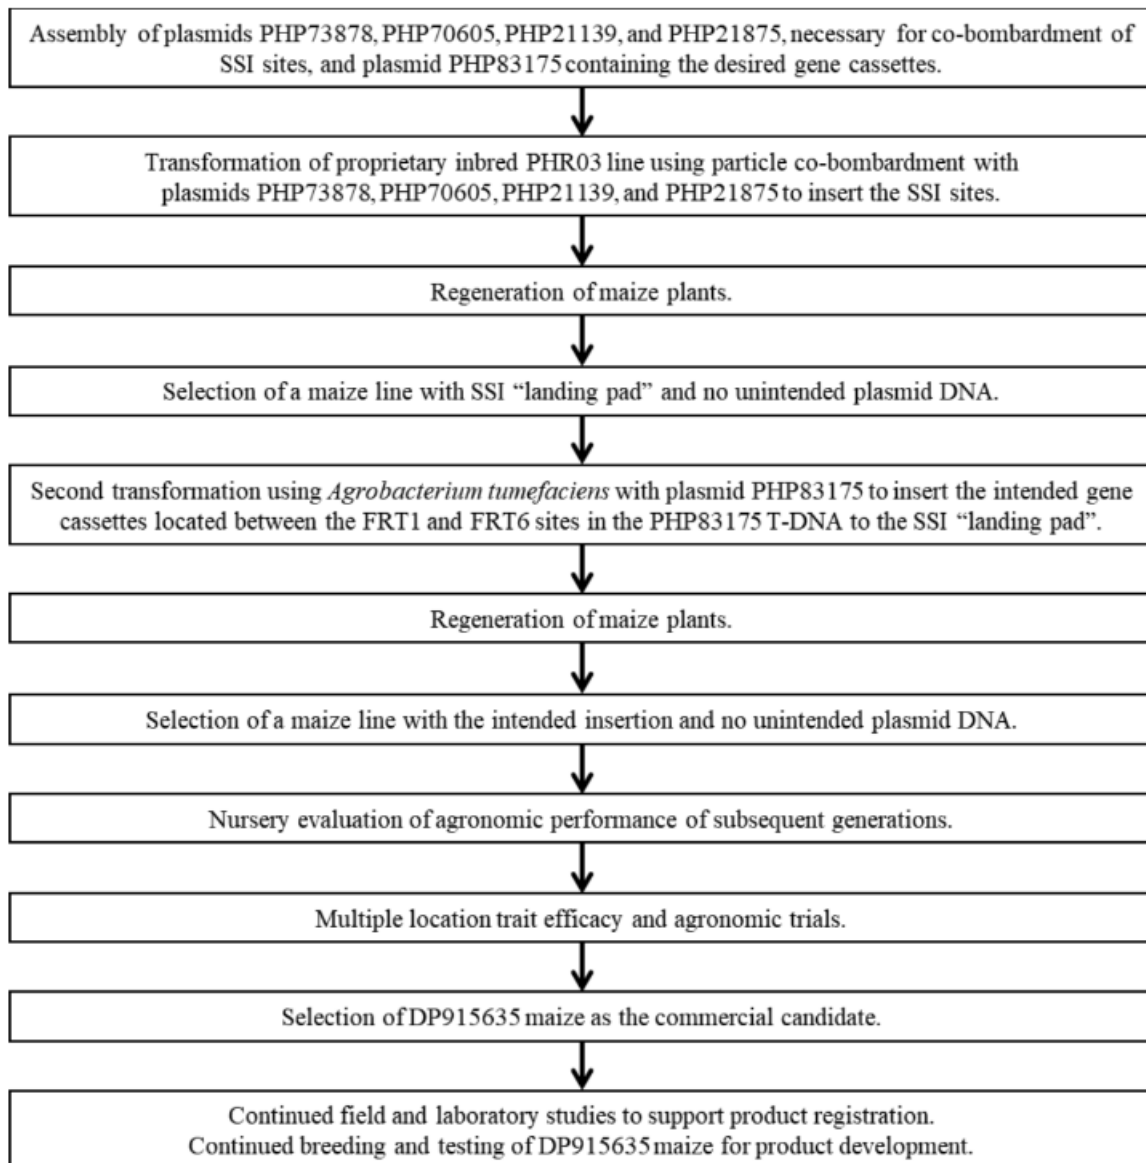 Assembly of plasmids PHP73878, PHP70605, PHP21139, and PHP21875, necessary for co-bombardment of
SSI sites, and plasmid PHP83175 containing the desired gene cassettes.
Transformation of proprietary inbred PHR03 line using particle co-bombardment with
plasmids PHP73878, PHP70605, PHP21139, and PHP21875 to insert the SSI sites.
Regeneration of maize plants.
Selection of a maize line with SSI “landing pad” and no unintended plasmid DNA.
Second transformation using Agrobacterium tumefaciens with plasmid PHP83175 to insert the intended gene
cassettes located between the FRT1 and FRT6 sites in the PHP83175 T-DNA to the SSI “landing pad”.
Regeneration of maize plants.
Selection of a maize line with the intended insertion and no unintended plasmid DNA.
Nursery evaluation of agronomic performance of subsequent generations.
Multiple location trait efficacy and agronomic trials.
Selection of DP915635 maize as the commercial candidate.
Continued field and laboratory studies to support product registration.
Continued breeding and testing of DP915635 maize for product development.